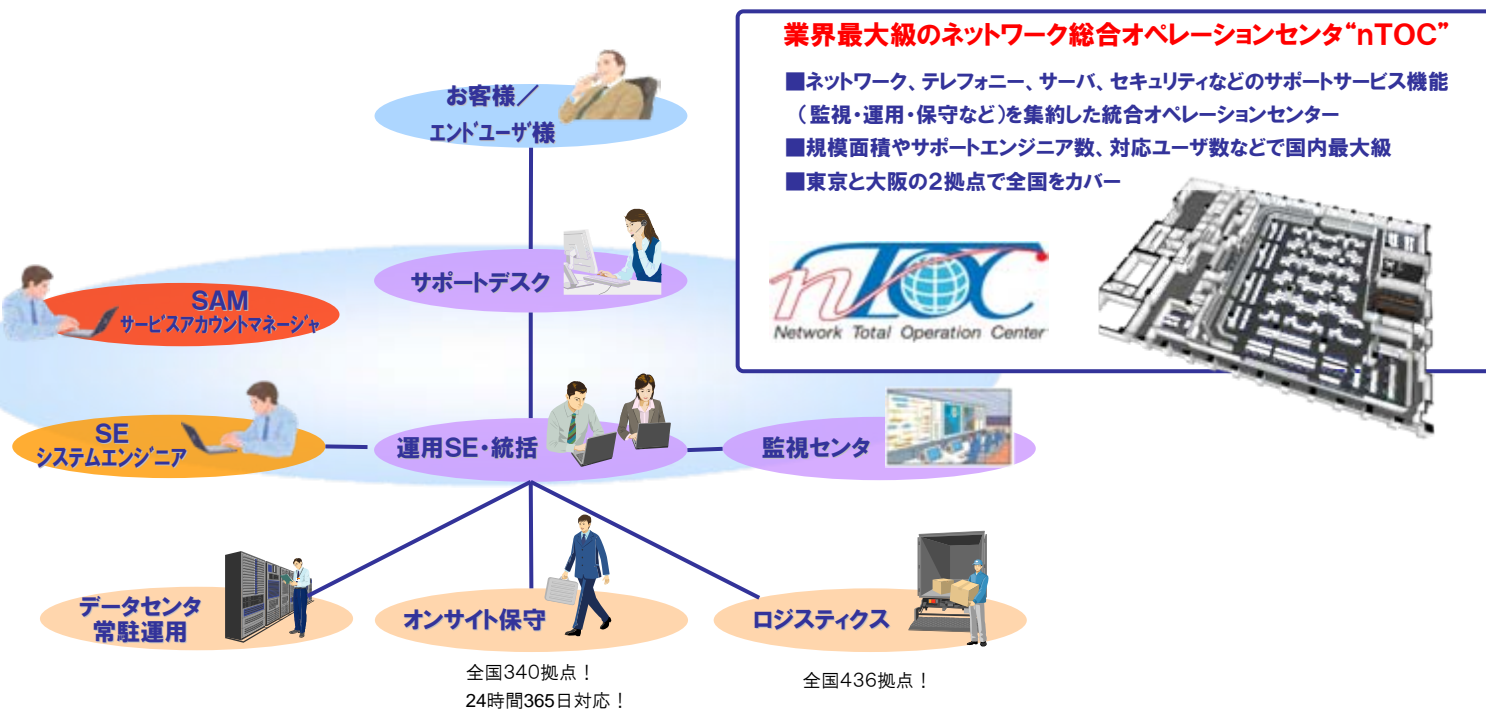 業界最大級のネットワーク総合オペレーションセンタ“nTOC”
■ネットワーク、テレフォニー、サーバ、セキュリティなどのサポートサービス機能
（監視・運用・保守など）を集約した統合オペレーションセンター
■規模面積やサポートエンジニア数、対応ユーザ数などで国内最大級
■東京と大阪の2拠点で全国をカバー
nTOC
Network Total Operation Center
お客様／
エンドユーザ様
サポートデスク
SAM
サービスアカウントマネージャ
SE
システムエンジニア
運用SE・統括
監視センタ
データセンタ
常駐運用
オンサイト保守
ロジスティクス
全国340拠点！
24時間365日対応！
全国436拠点！